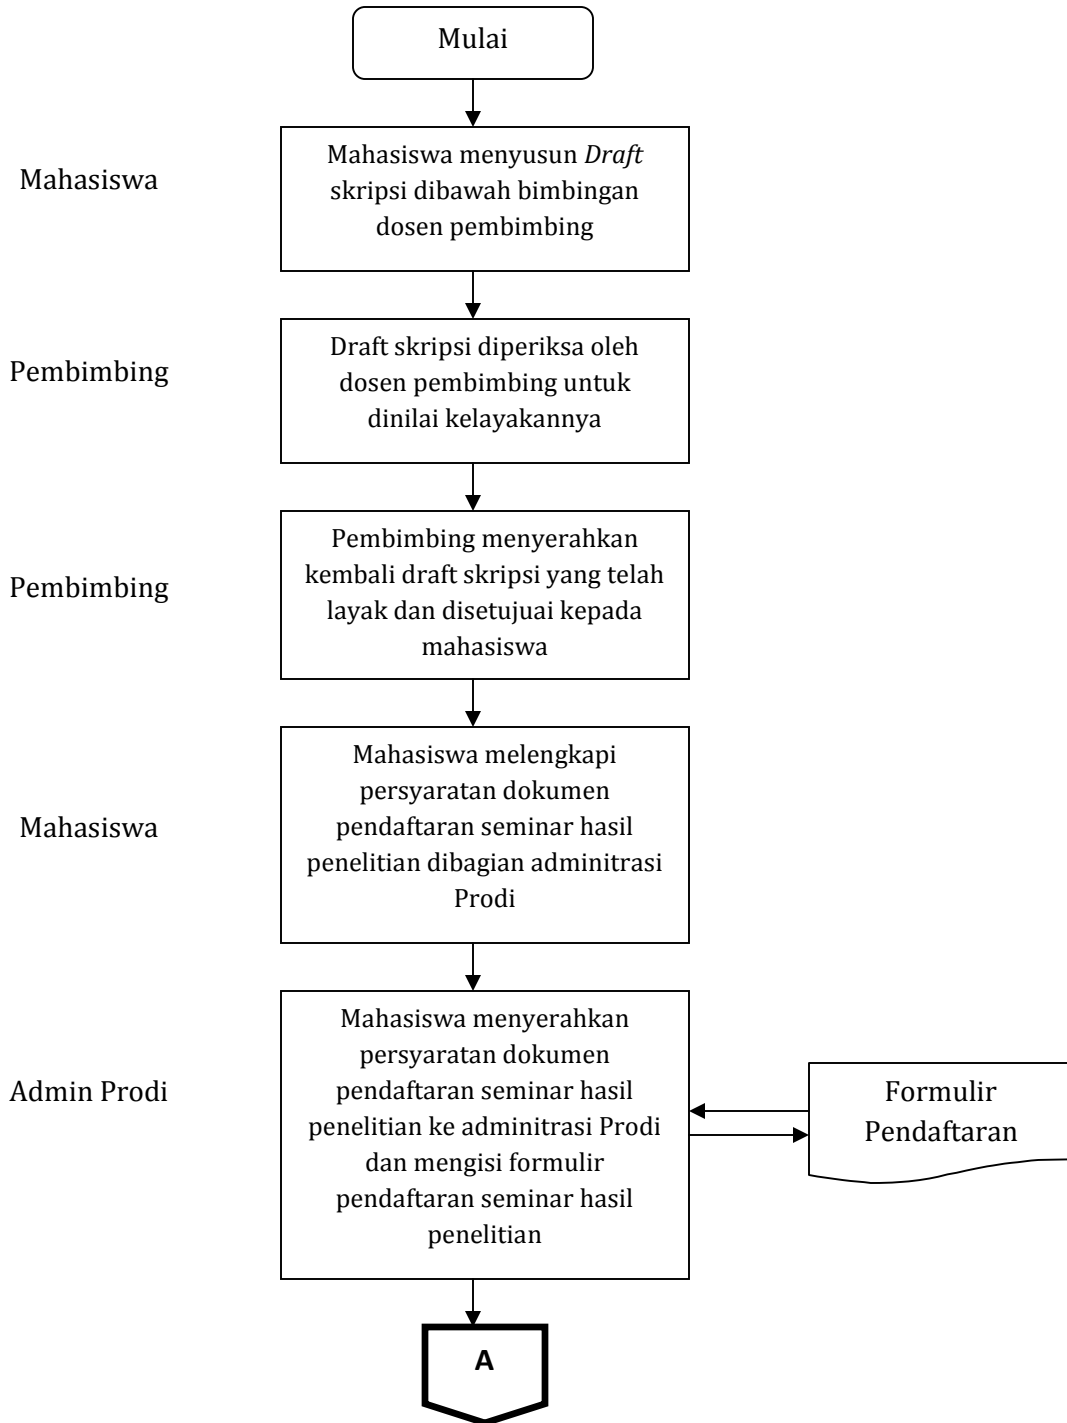 Mulai
Mahasiswa
Mahasiswa menyusun Draft
skripsi dibawah bimbingan
dosen pembimbing
Pembimbing
Draft skripsi diperiksa oleh
dosen pembimbing untuk
dinilai kelayakannya
Pembimbing
Pembimbing menyerahkan
kembali draft skripsi yang telah
layak dan disetujuai kepada
mahasiswa
Mahasiswa
Mahasiswa melengkapi
persyaratan dokumen
pendaftaran seminar hasil
penelitian dibagian adminitrasi
Prodi
Admin Prodi
Mahasiswa menyerahkan
persyaratan dokumen
pendaftaran seminar hasil
penelitian ke adminitrasi Prodi
dan mengisi formulir
pendaftaran seminar hasil
penelitian
Formulir
Pendaftaran
A